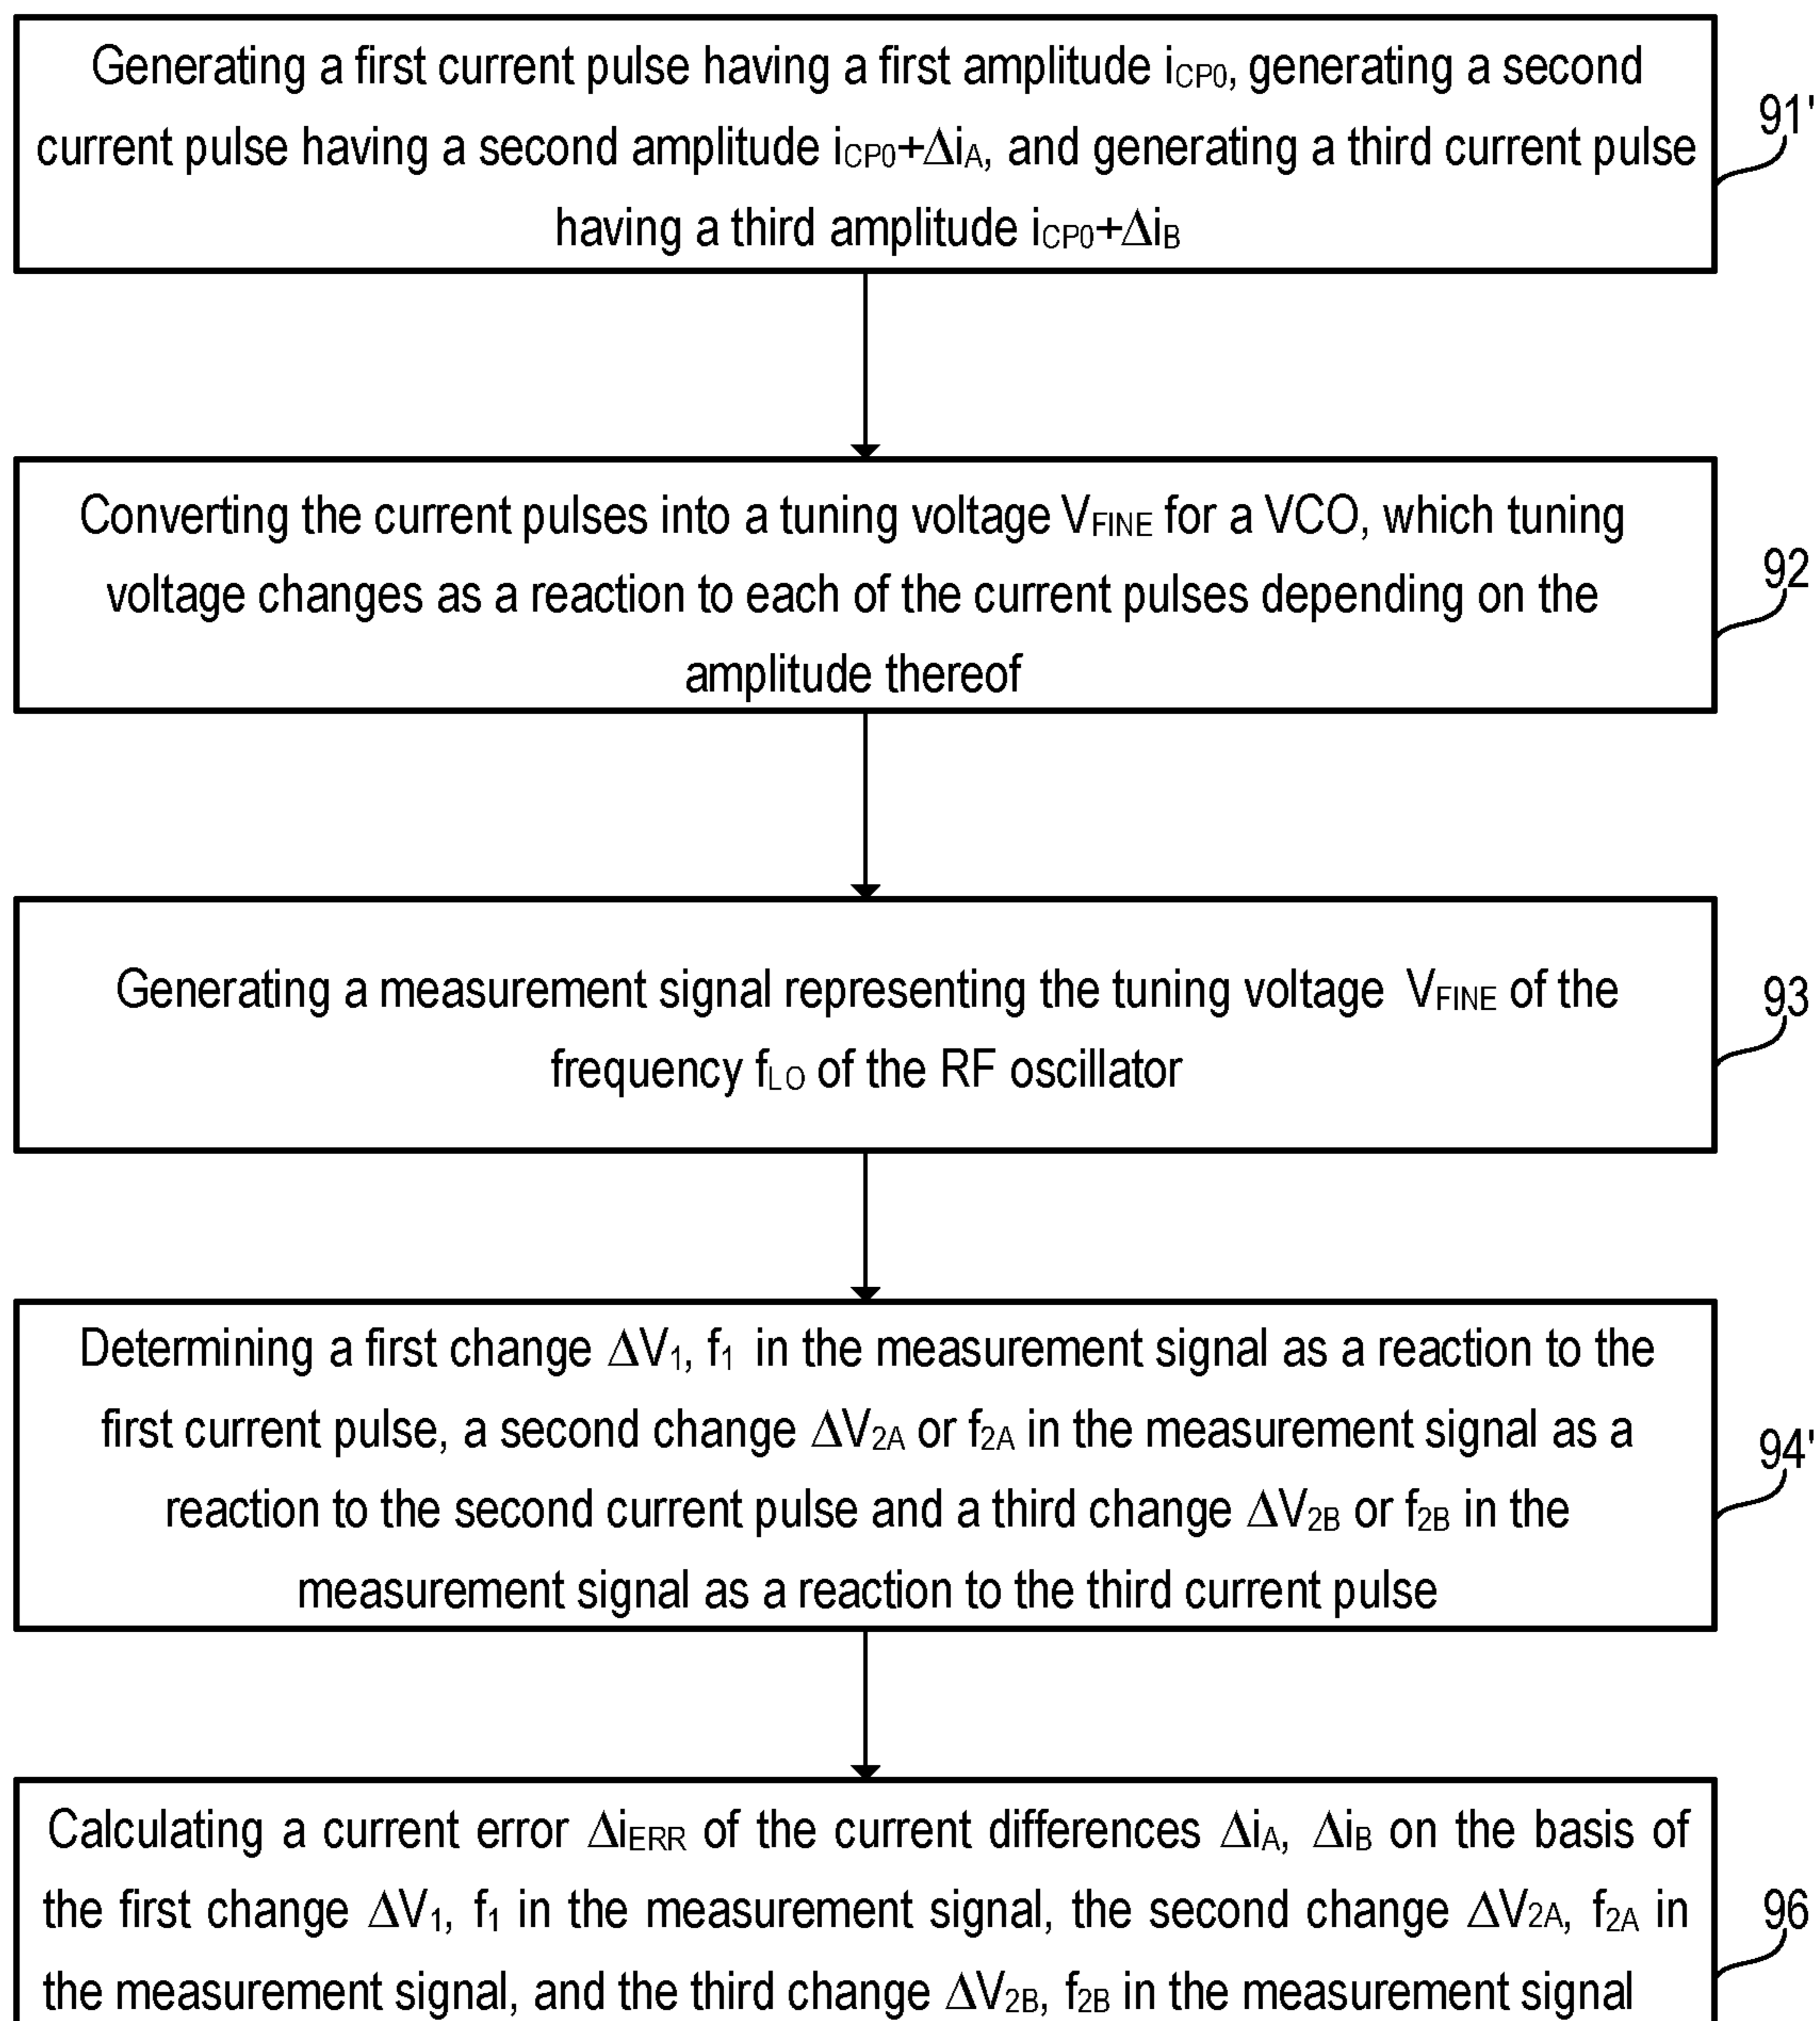 Generating a first current pulse having a first amplitude iCP0, generating a second
current pulse having a second amplitude iCP0+ΔiA, and generating a third current pulse
having a third amplitude iCP0+ΔiB
91'
Converting the current pulses into a tuning voltage VFINE for a VCO, which tuning
voltage changes as a reaction to each of the current pulses depending on the
amplitude thereof
92
Generating a measurement signal representing the tuning voltage VFINE of the
frequency fLO of the RF oscillator
93
Determining a first change ΔV1, f1 in the measurement signal as a reaction to the
first current pulse, a second change ΔV2A or f2A in the measurement signal as a
reaction to the second current pulse and a third change ΔV2B or f2B in the
measurement signal as a reaction to the third current pulse
94'
Calculating a current error ΔiERR of the current differences ΔiA, ΔiB on the basis of
the first change ΔV1, f1 in the measurement signal, the second change ΔV2A, f2A in
the measurement signal, and the third change ΔV2B, f2B in the measurement signal
96